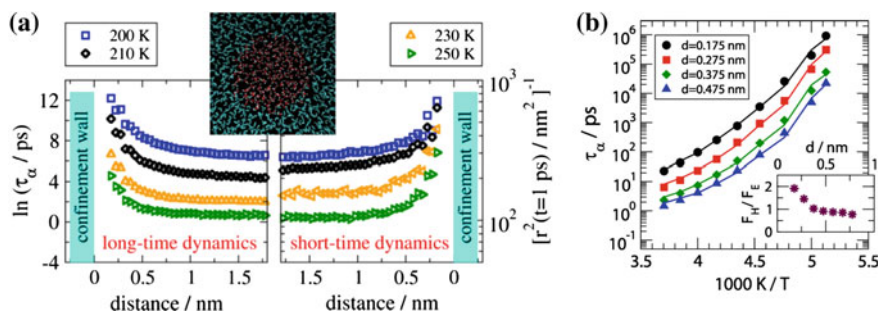 (a)
200 K
210 K
230 K
250 K
ln (τα / ps)
12
8
4
0
-4
confinement wall
long-time dynamics
0 0.5 1.0 1.5
distance / nm
short-time dynamics
confinement wall
1.5 1.0 0.5 0
distance / nm
10³
10²
[r²(t=1 ps) / nm²]⁻¹
(b)
τα / ps
10⁶
10⁵
10⁴
10³
10²
10¹
10⁰
10⁻¹
d=0.175 nm
d=0.275 nm
d=0.375 nm
d=0.475 nm
d / nm
0 0.5 1
F_H/F_E
2
1
0
3.5 4.0 4.5 5.0 5.5
1000 K / T